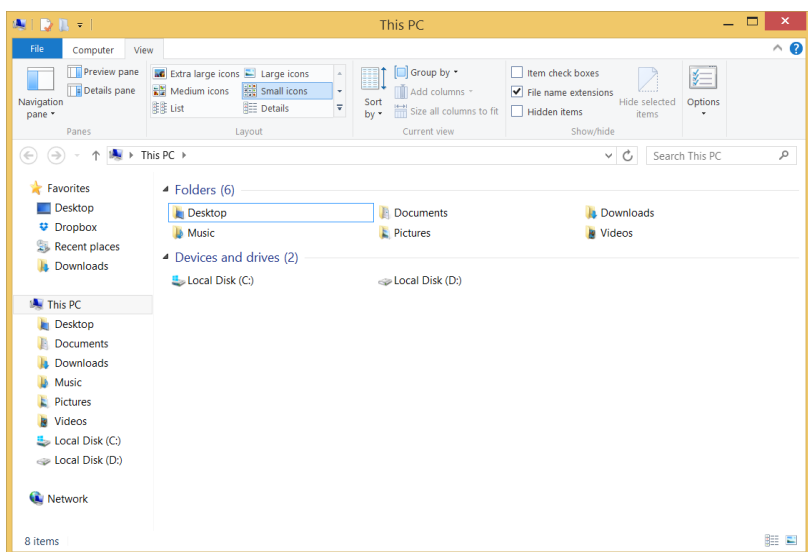 This PC
File Computer View
Preview pane
Details pane
Navigation pane
Panes
Extra large icons Large icons
Medium icons Small icons
List Details
Layout
Sort by
Group by
Add columns
Size all columns to fit
Current view
Item check boxes
File name extensions
Hidden items
Hide selected items
Show/hide
Options
This PC
Search This PC
Favorites
Desktop
Dropbox
Recent places
Downloads
This PC
Desktop
Documents
Downloads
Music
Pictures
Videos
Local Disk (C:)
Local Disk (D:)
Network
Folders (6)
Desktop Documents Downloads
Music Pictures Videos
Devices and drives (2)
Local Disk (C:) Local Disk (D:)
8 items